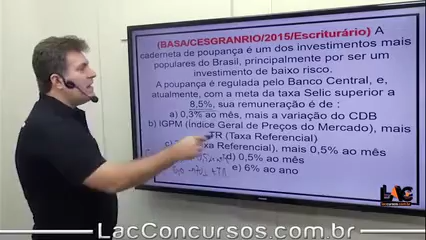 (BASA/CESGRANRIO/2015/Escriturário) A
caderneta de poupança é um dos investimentos mais
populares do Brasil, principalmente por ser um
investimento de baixo risco.
A poupança é regulada pelo Banco Central, e,
atualmente, com a meta da taxa Selic superior a
8,5%, sua remuneração é de :
a) 0,3% ao mês, mais a variação do CDB
b) IGPM (Índice Geral de Preços do Mercado), mais
TR (Taxa Referencial)
Referencial), mais 0,5% ao mês
d) 0,5% ao mês
e) 6% ao ano
LAC
LacConcursos.com.br